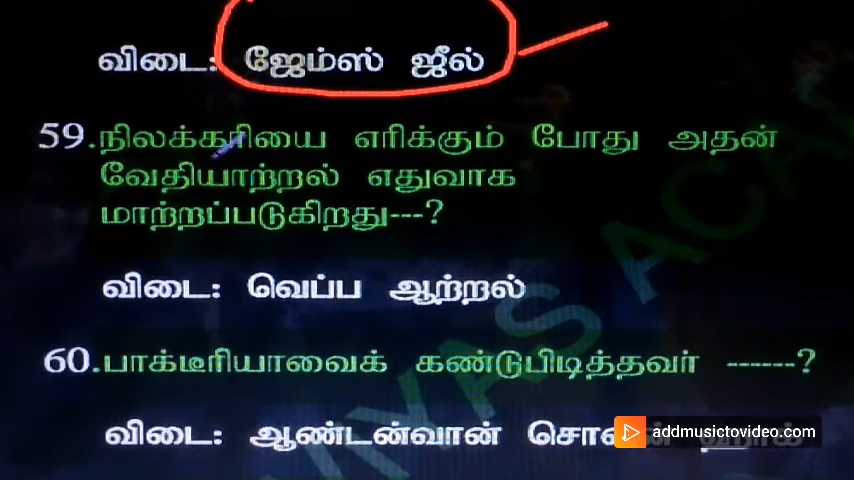 விடை: ஜேம்ஸ் ஜீல்
59.நிலக்கரியை எரிக்கும் போது அதன்
வேதியாற்றல் எதுவாக
மாற்றப்படுகிறது---?
விடை: வெப்ப ஆற்றல்
60.பாக்டீரியாவைக் கண்டுபிடித்தவர் ------?
விடை: ஆண்டன்வான்
addmusictovideo.com